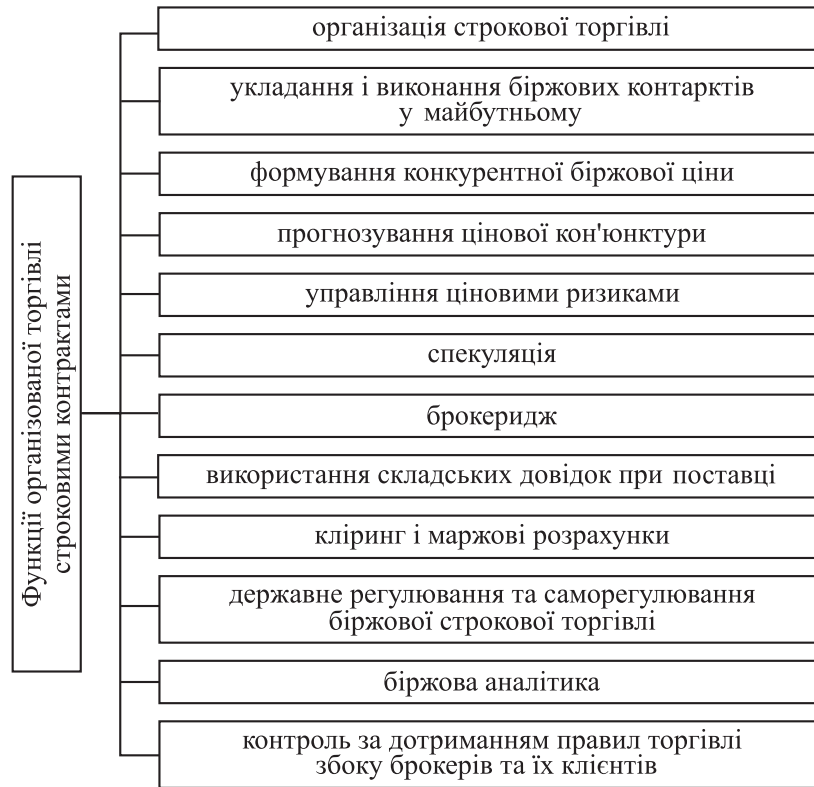 Функції організованої торгівлі
строковими контрактами
організація строкової торгівлі
укладання і виконання біржових контарктів
у майбутньому
формування конкурентної біржової ціни
прогнозування цінової кон'юнктури
управління ціновими ризиками
спекуляція
брокеридж
використання складських довідок при поставці
кліринг і маржові розрахунки
державне регулювання та саморегулювання
біржової строкової торгівлі
біржова аналітика
контроль за дотриманням правил торгівлі
збоку брокерів та їх клієнтів